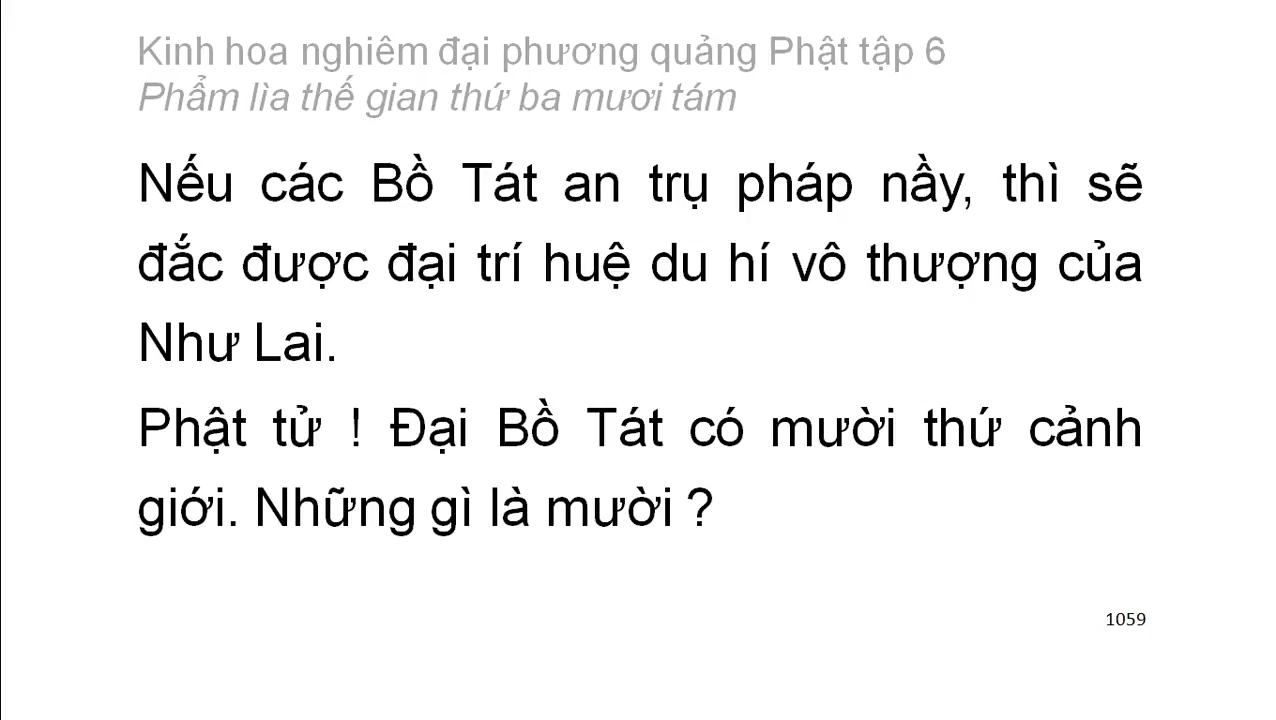 Kinh hoa nghiêm đại phương quảng Phật tập 6
Phẩm lìa thế gian thứ ba mươi tám
Nếu các Bồ Tát an trụ pháp nầy, thì sẽ
đắc được đại trí huệ du hí vô thượng của
Như Lai.
Phật tử ! Đại Bồ Tát có mười thứ cảnh
giới. Những gì là mười ?
1059